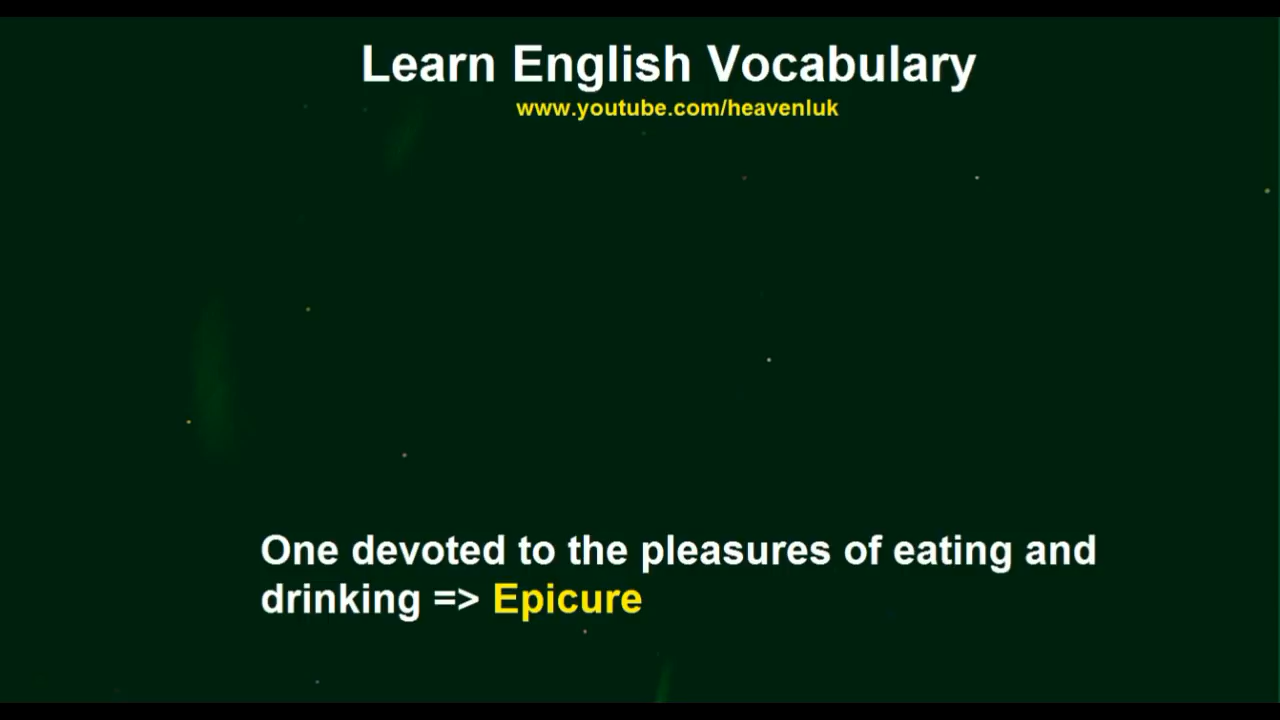 Learn English Vocabulary
www.youtube.com/heavenluk
One devoted to the pleasures of eating and
drinking => Epicure